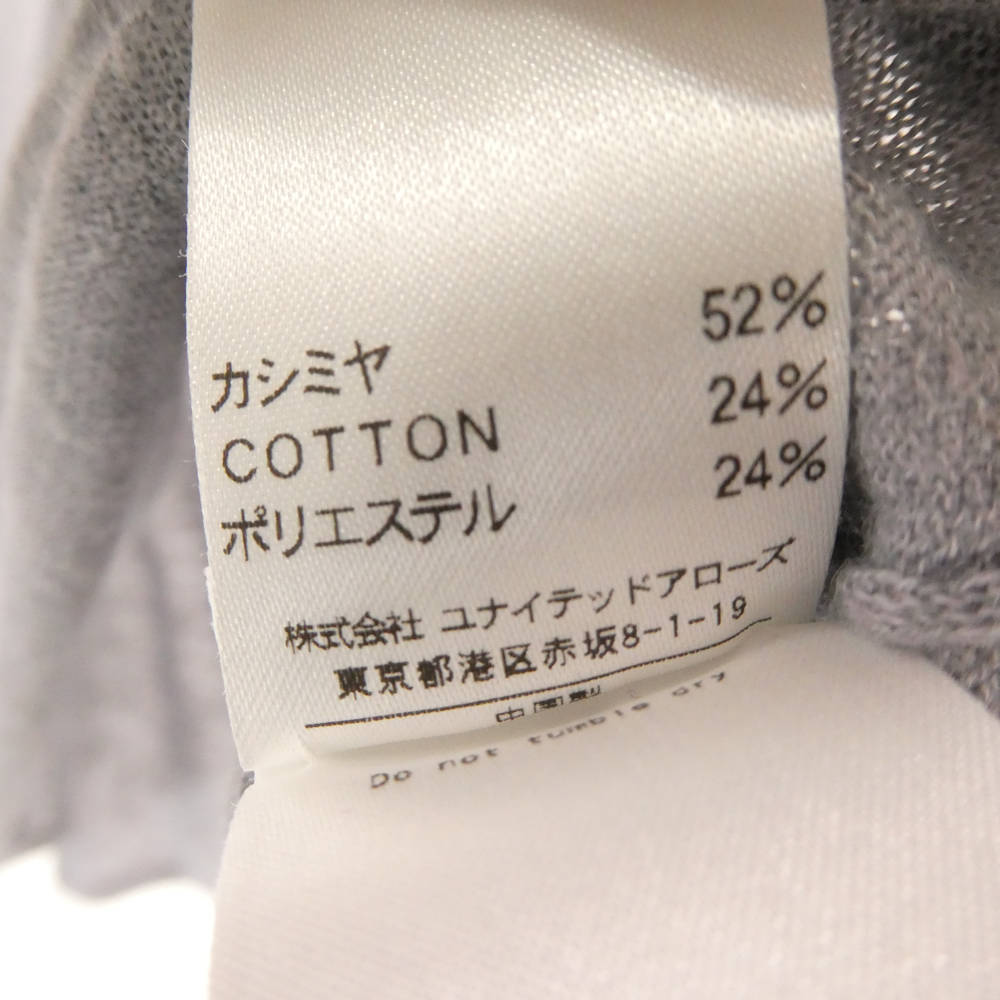 カシミヤ 52%
COTTON 24%
ポリエステル 24%
株式会社 ユナイテッドアローズ
東京都港区赤坂8-1-19
中国製
Do not tumble dry